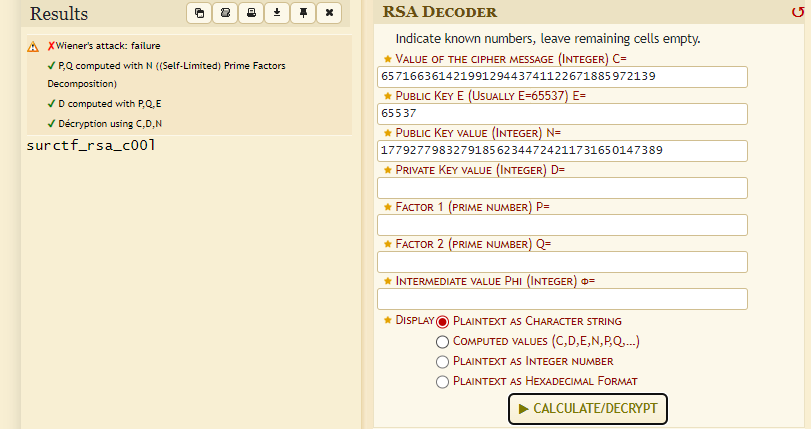 Results
Wiener's attack: failure
P,Q computed with N ((Self-Limited) Prime Factors
Decomposition)
D computed with P,Q,E
Décryption using C,D,N
surctf_rsa_c00l
RSA Decoder
Indicate known numbers, leave remaining cells empty.
★ Value of the cipher message (Integer) C=
6571663614219912944374112267188597213​9
★ Public Key E (Usually E=65537) E=
65537
★ Public Key value (Integer) N=
177927798327918562344724211731650147389
★ Private Key value (Integer) D=
★ Factor 1 (prime number) P=
★ Factor 2 (prime number) Q=
★ Intermediate value Phi (Integer) Φ=
★ Display
Plaintext as Character string
Computed values (C,D,E,N,P,Q,...)
Plaintext as Integer number
Plaintext as Hexadecimal Format
▶ CALCULATE/DECRYPT